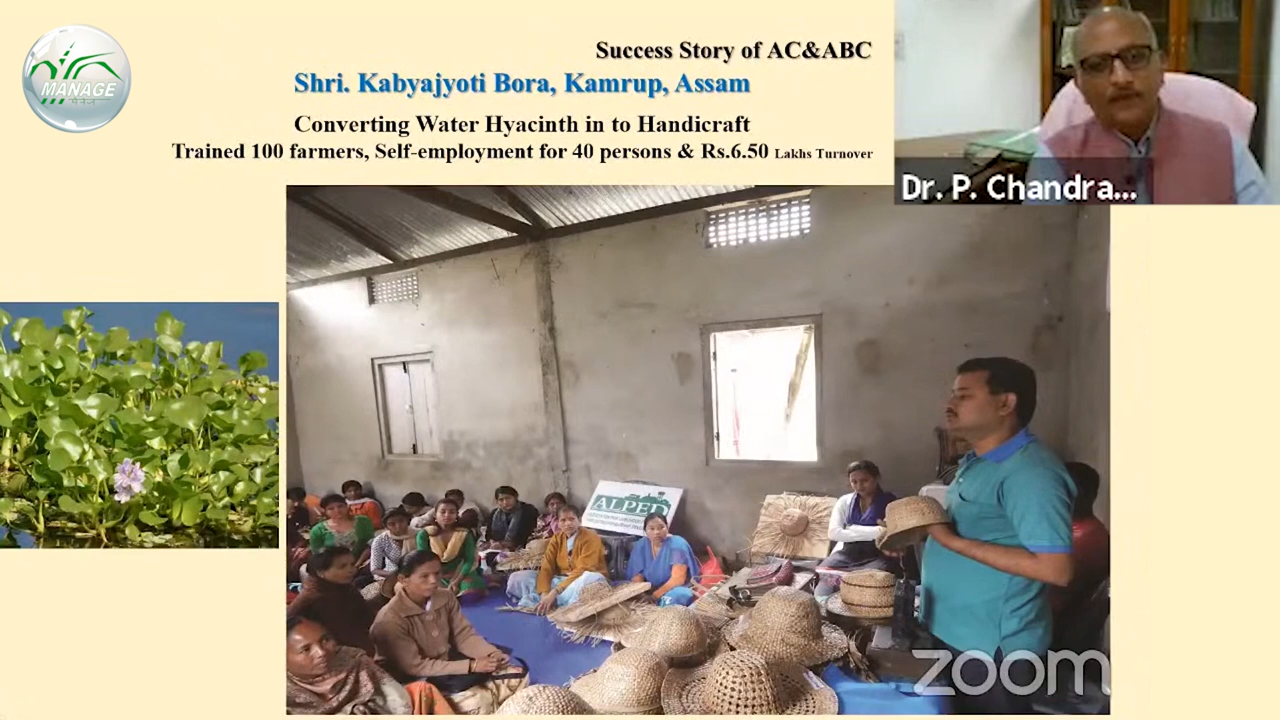 Success Story of AC&ABC
Shri. Kabyajyoti Bora, Kamrup, Assam
Converting Water Hyacinth in to Handicraft
Trained 100 farmers, Self-employment for 40 persons & Rs.6.50 Lakhs Turnover
MANAGE
Dr. P. Chandra...
ALPED
zoom